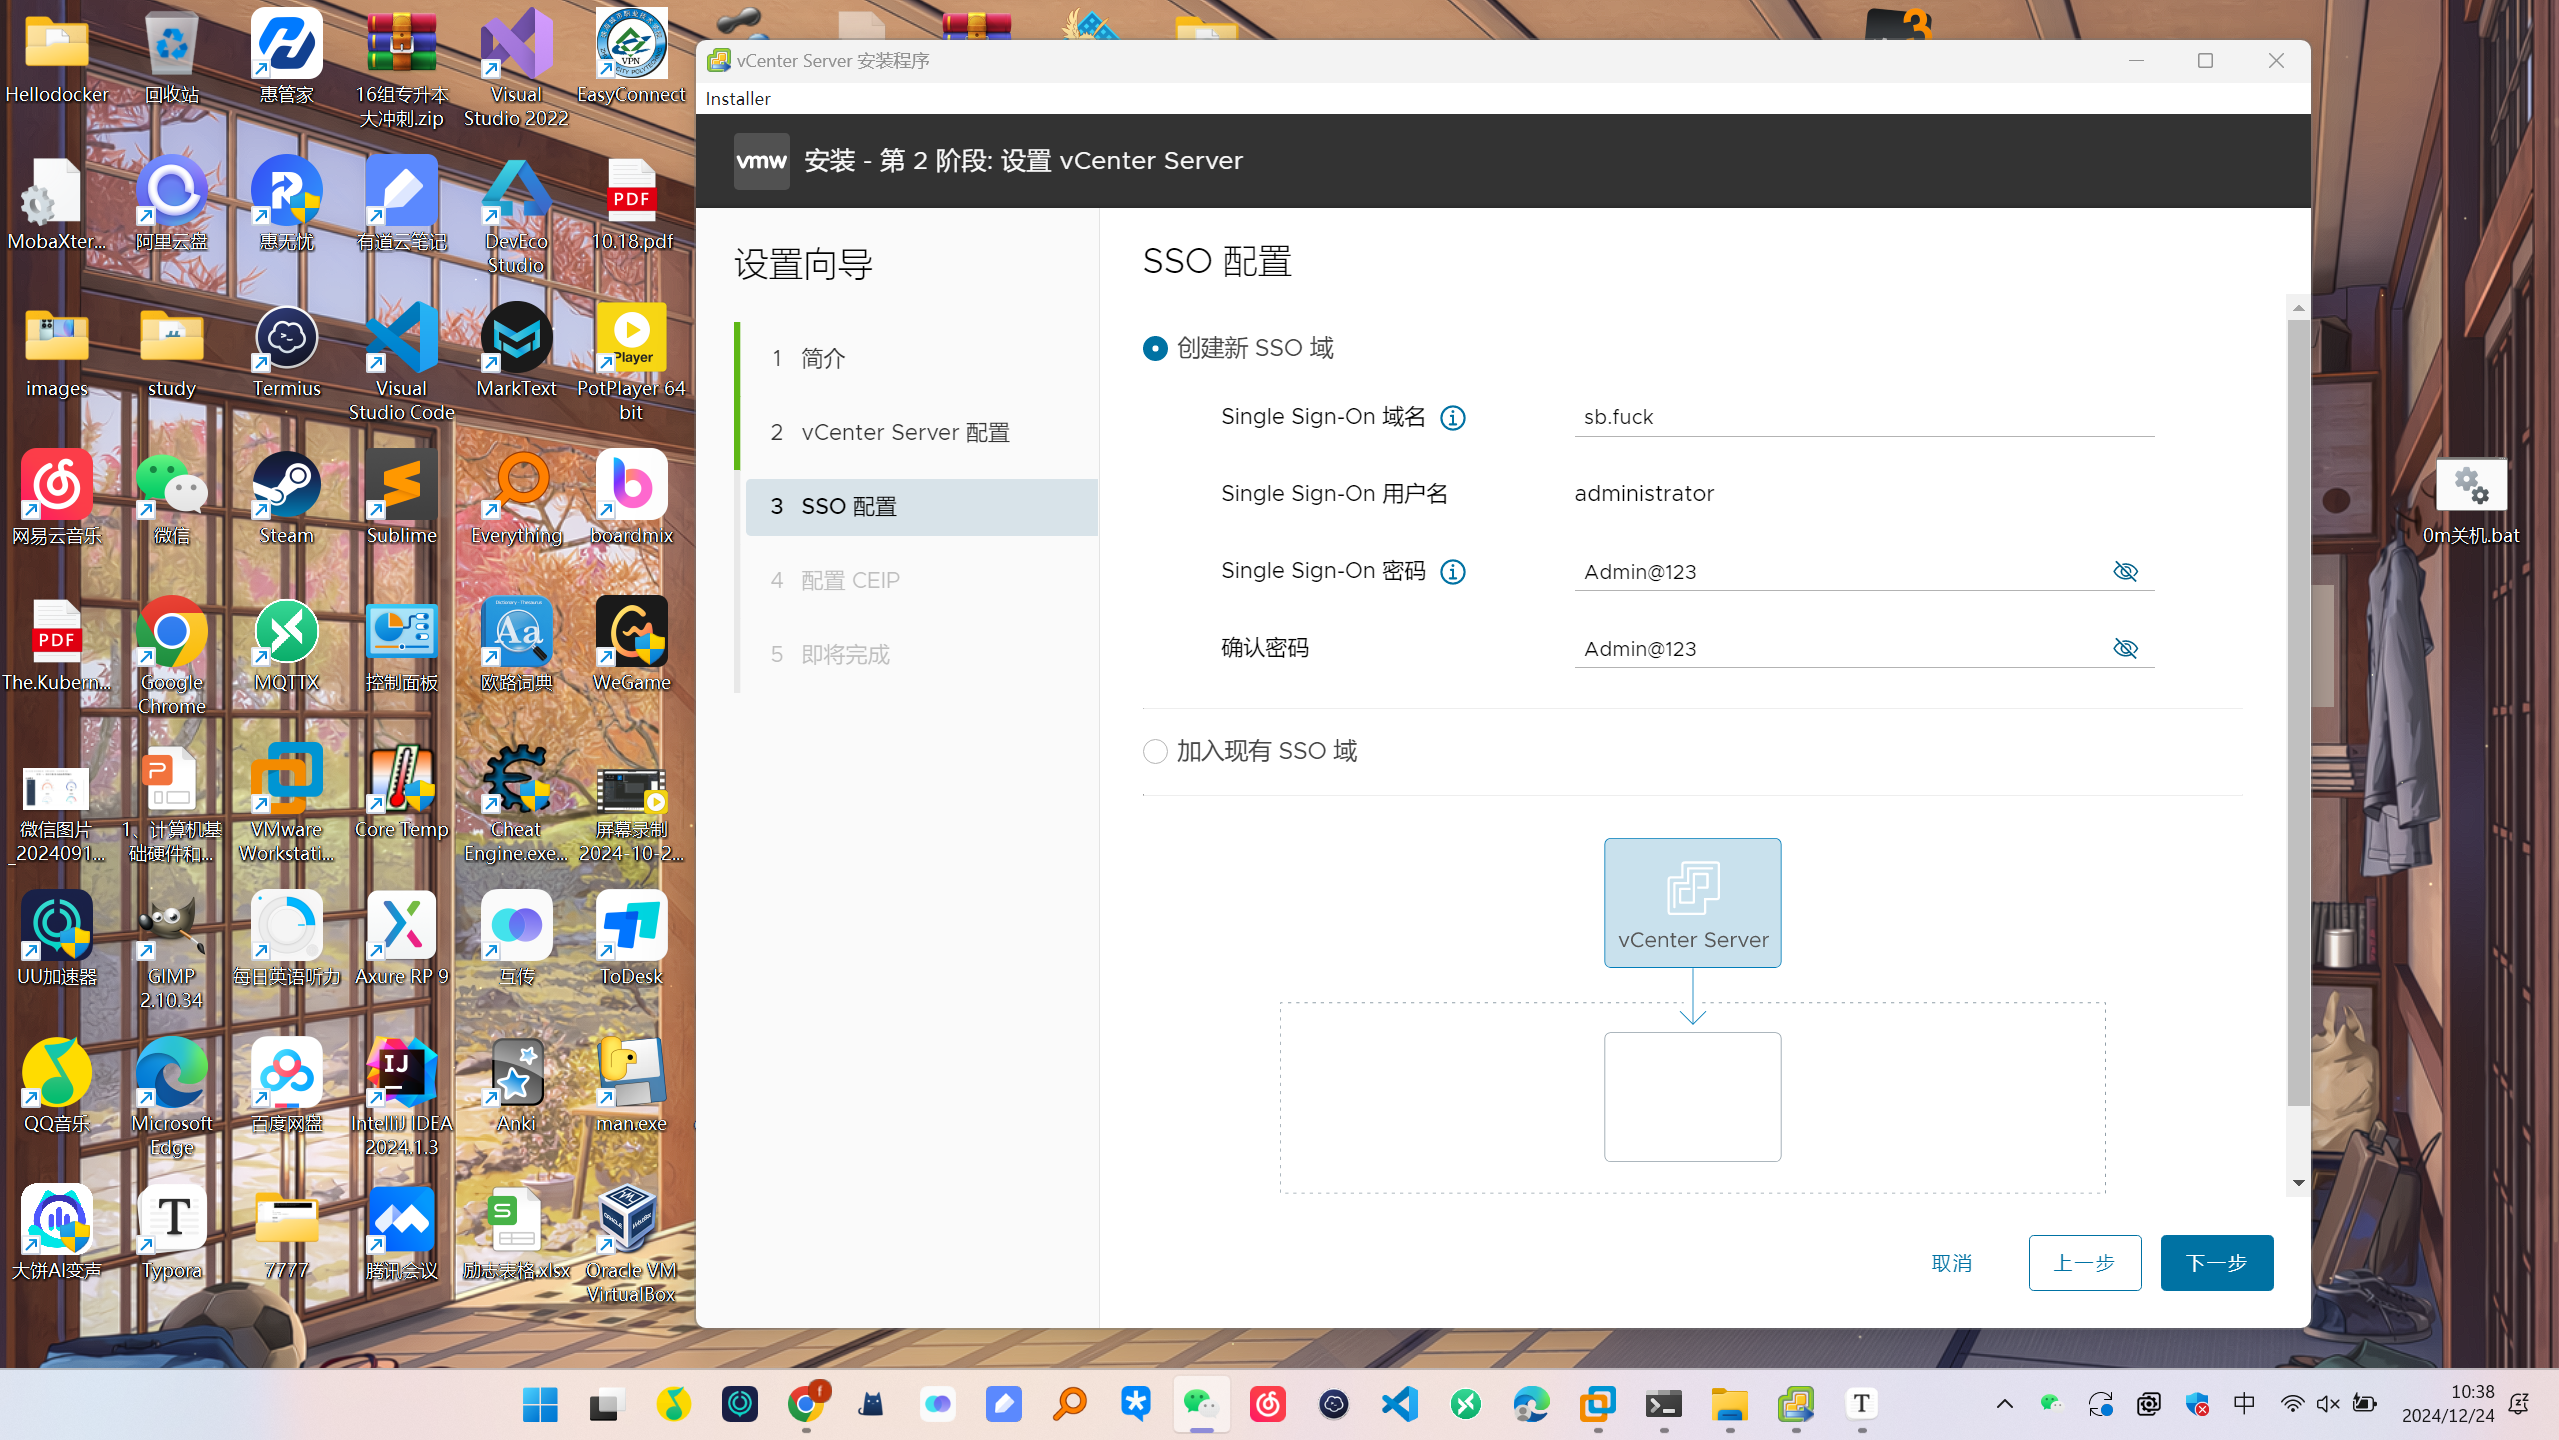 Hellodocker
回收站
惠管家
16组专升本
大冲刺.zip
Visual
Studio 2022
EasyConnect
MobaXter...
阿里云盘
惠无忧
有道云笔记
DevEco
Studio
10.18.pdf
images
study
Termius
Visual
Studio Code
MarkText
PotPlayer 64
bit
网易云音乐
微信
Steam
Sublime
Everything
boardmix
The.Kubern...
Google
Chrome
MQTTX
控制面板
欧路词典
WeGame
微信图片
_2024091...
1、计算机基
础硬件和...
VMware
Workstati...
Core Temp
Cheat
Engine.exe...
屏幕录制
2024-10-2...
UU加速器
GIMP
2.10.34
每日英语听力
Axure RP 9
互传
ToDesk
QQ音乐
Microsoft
Edge
百度网盘
IntelliJ IDEA
2024.1.3
Anki
man.exe
大饼AI变声
Typora
7777
腾讯会议
励志表格.xlsx
Oracle VM
VirtualBox
0m关机.bat
vCenter Server 安装程序
Installer
vmw 安装 - 第 2 阶段: 设置 vCenter Server
设置向导
1 简介
2 vCenter Server 配置
3 SSO 配置
4 配置 CEIP
5 即将完成
SSO 配置
创建新 SSO 域
Single Sign-On 域名 sb.fuck
Single Sign-On 用户名 administrator
Single Sign-On 密码 Admin@123
确认密码 Admin@123
加入现有 SSO 域
vCenter Server
取消 上一步 下一步
中
10:38
2024/12/24